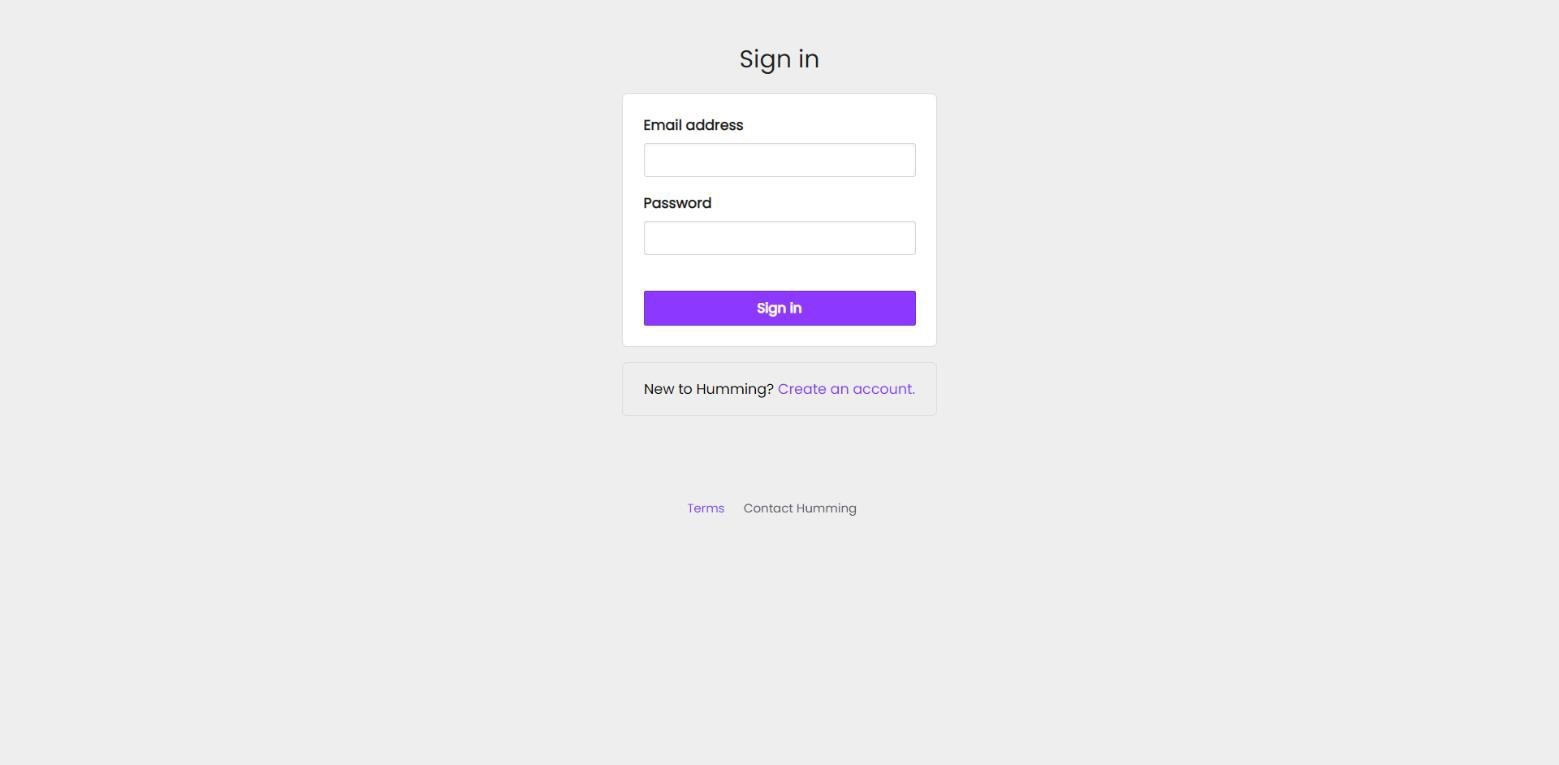 Sign in
Email address
Password
Sign in
New to Humming? Create an account.
Terms Contact Humming